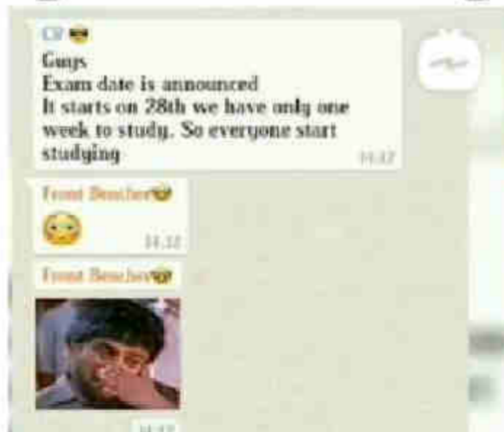 CR 😎
Guys
Exam date is announced
It starts on 28th we have only one
week to study. So everyone start
studying
Front Bencher🤓
Front Bencher🤓